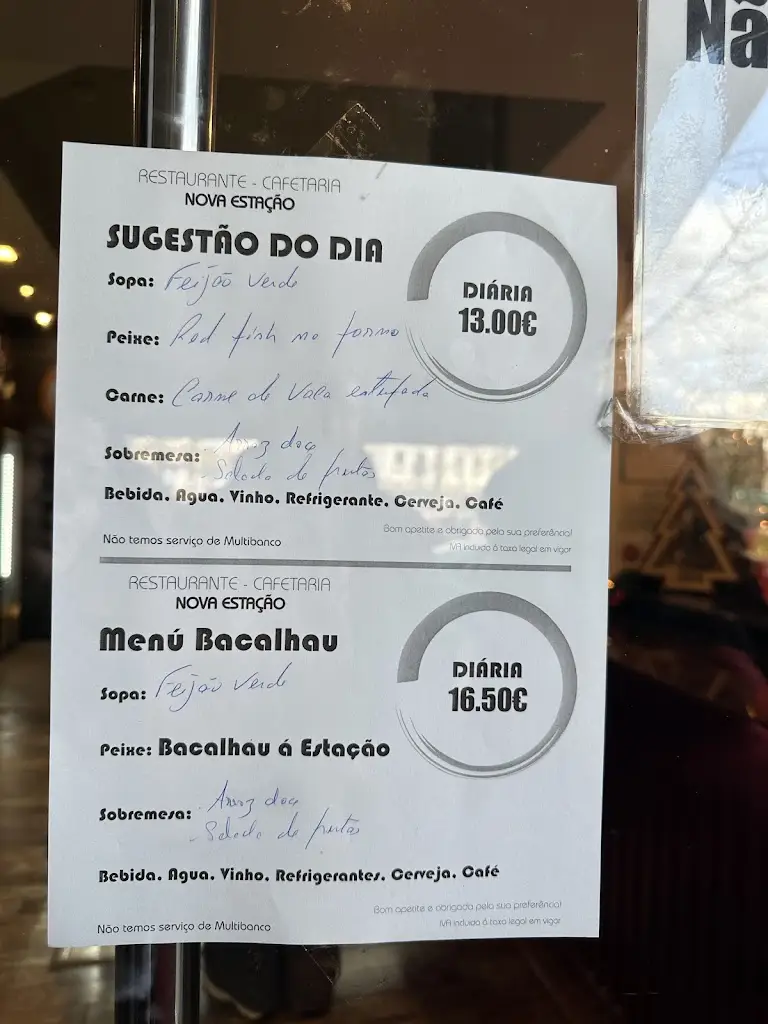 Nã
RESTAURANTE - CAFETARIA
NOVA ESTAÇÃO
SUGESTÃO DO DIA
DIÁRIA
13.00€
Sopa: Feijão Verde
Peixe: Red fish no forno
Carne: Carne de Vaca estufada
Sobremesa: Arroz doce
- Salada de frutas
Bebida. Agua. Vinho. Refrigerante. Cerveja. Café
Não temos serviço de Multibanco
Bom apetite e obrigado pela sua preferência!
IVA incluido á taxa legal em vigor
RESTAURANTE - CAFETARIA
NOVA ESTAÇÃO
Menú Bacalhau
DIÁRIA
16.50€
Sopa: Feijão Verde
Peixe: Bacalhau á Estação
Sobremesa: Arroz doce
- Salada de frutas
Bebida. Agua. Vinho. Refrigerantes. Cerveja. Café
Não temos serviço de Multibanco
Bom apetite e obrigado pela sua preferência!
IVA incluido á taxa legal em vigor